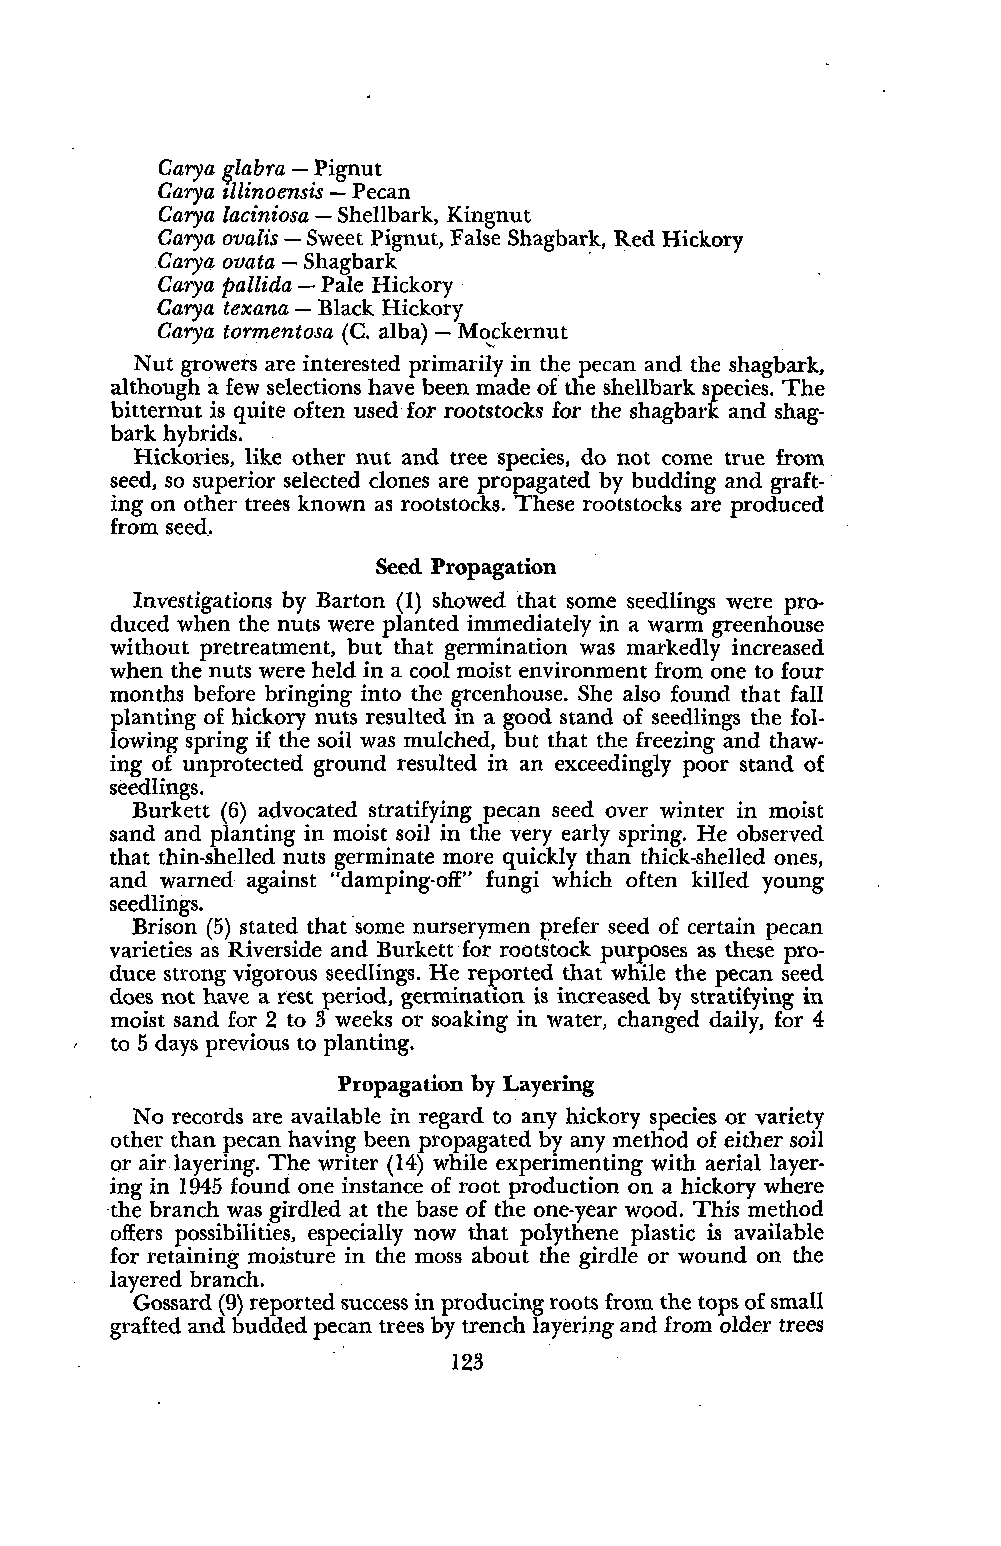 Carya glabra — Pignut
Carya illinoensis — Pecan
Carya laciniosa — Shellbark, Kingnut
Carya ovalis — Sweet Pignut, False Shagbark, Red Hickory
Carya ovata — Shagbark
Carya pallida — Pale Hickory
Carya texana — Black Hickory
Carya tormentosa (C. alba) — Mockernut
Nut growers are interested primarily in the pecan and the shagbark,
although a few selections have been made of the shellbark species. The
bitternut is quite often used for rootstocks for the shagbark and shag-
bark hybrids.
Hickories, like other nut and tree species, do not come true from
seed, so superior selected clones are propagated by budding and graft-
ing on other trees known as rootstocks. These rootstocks are produced
from seed.
Seed Propagation
Investigations by Barton (1) showed that some seedlings were pro-
duced when the nuts were planted immediately in a warm greenhouse
without pretreatment, but that germination was markedly increased
when the nuts were held in a cool moist environment from one to four
months before bringing into the greenhouse. She also found that fall
planting of hickory nuts resulted in a good stand of seedlings the fol-
lowing spring if the soil was mulched, but that the freezing and thaw-
ing of unprotected ground resulted in an exceedingly poor stand of
seedlings.
Burkett (6) advocated stratifying pecan seed over winter in moist
sand and planting in moist soil in the very early spring. He observed
that thin-shelled nuts germinate more quickly than thick-shelled ones,
and warned against "damping-off" fungi which often killed young
seedlings.
Brison (5) stated that some nurserymen prefer seed of certain pecan
varieties as Riverside and Burkett for rootstock purposes as these pro-
duce strong vigorous seedlings. He reported that while the pecan seed
does not have a rest period, germination is increased by stratifying in
moist sand for 2 to 3 weeks or soaking in water, changed daily, for 4
to 5 days previous to planting.
Propagation by Layering
No records are available in regard to any hickory species or variety
other than pecan having been propagated by any method of either soil
or air layering. The writer (14) while experimenting with aerial layer-
ing in 1945 found one instance of root production on a hickory where
the branch was girdled at the base of the one-year wood. This method
offers possibilities, especially now that polythene plastic is available
for retaining moisture in the moss about the girdle or wound on the
layered branch.
Gossard (9) reported success in producing roots from the tops of small
grafted and budded pecan trees by trench layering and from older trees
123